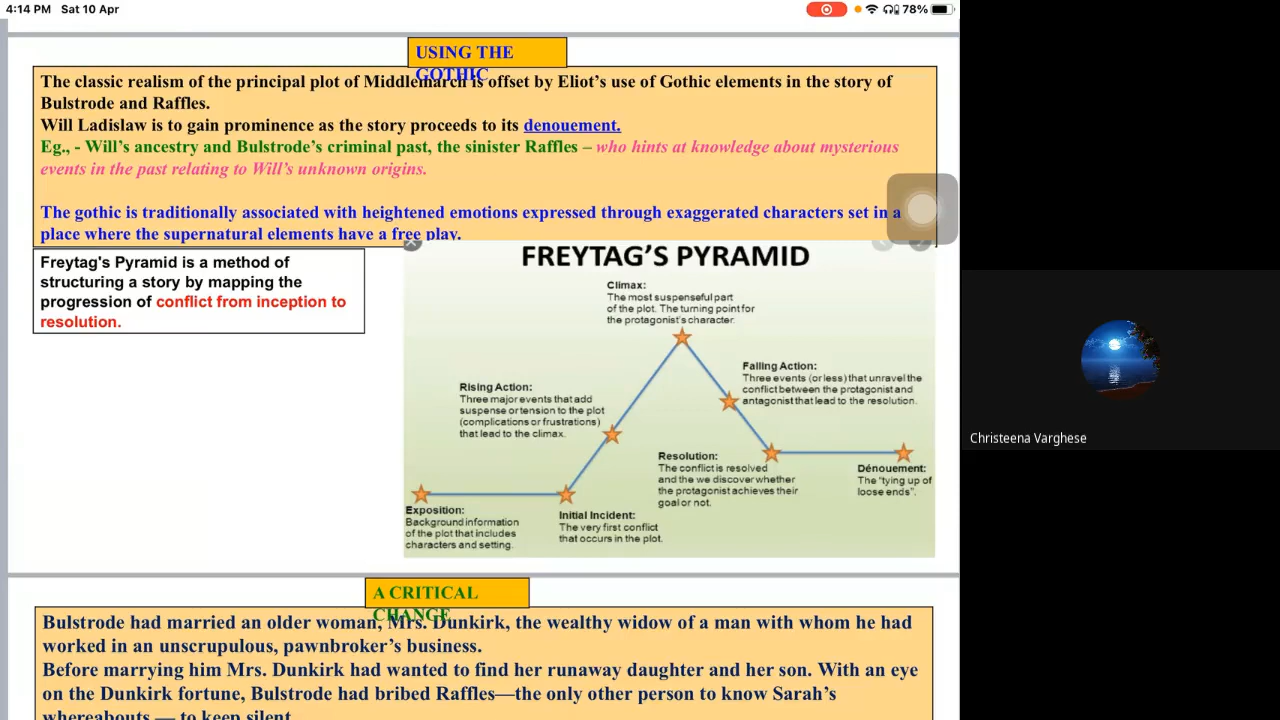 4:14 PM Sat 10 Apr
78%
USING THE
GOTHIC
The classic realism of the principal plot of Middlemarch is offset by Eliot's use of Gothic elements in the story of
Bulstrode and Raffles.
Will Ladislaw is to gain prominence as the story proceeds to its denouement.
Eg., - Will's ancestry and Bulstrode's criminal past, the sinister Raffles – who hints at knowledge about mysterious
events in the past relating to Will's unknown origins.
The gothic is traditionally associated with heightened emotions expressed through exaggerated characters set in a
place where the supernatural elements have a free play.
Freytag's Pyramid is a method of
structuring a story by mapping the
progression of conflict from inception to
resolution.
FREYTAG'S PYRAMID
Climax:
The most suspenseful part
of the plot. The turning point for
the protagonist's character.
Rising Action:
Three major events that add
suspense or tension to the plot
(complications or frustrations)
that lead to the climax.
Falling Action:
Three events (or less) that unravel the
conflict between the protagonist and
antagonist that lead to the resolution.
Resolution:
The conflict is resolved
and the we discover whether
the protagonist achieves their
goal or not.
Dénouement:
The "tying up of
loose ends".
Exposition:
Background information
of the plot that includes
characters and setting.
Initial Incident:
The very first conflict
that occurs in the plot.
Christeena Varghese
A CRITICAL
CHANGE
Bulstrode had married an older woman, Mrs. Dunkirk, the wealthy widow of a man with whom he had
worked in an unscrupulous, pawnbroker's business.
Before marrying him Mrs. Dunkirk had wanted to find her runaway daughter and her son. With an eye
on the Dunkirk fortune, Bulstrode had bribed Raffles—the only other person to know Sarah's
whereabouts — to keep silent